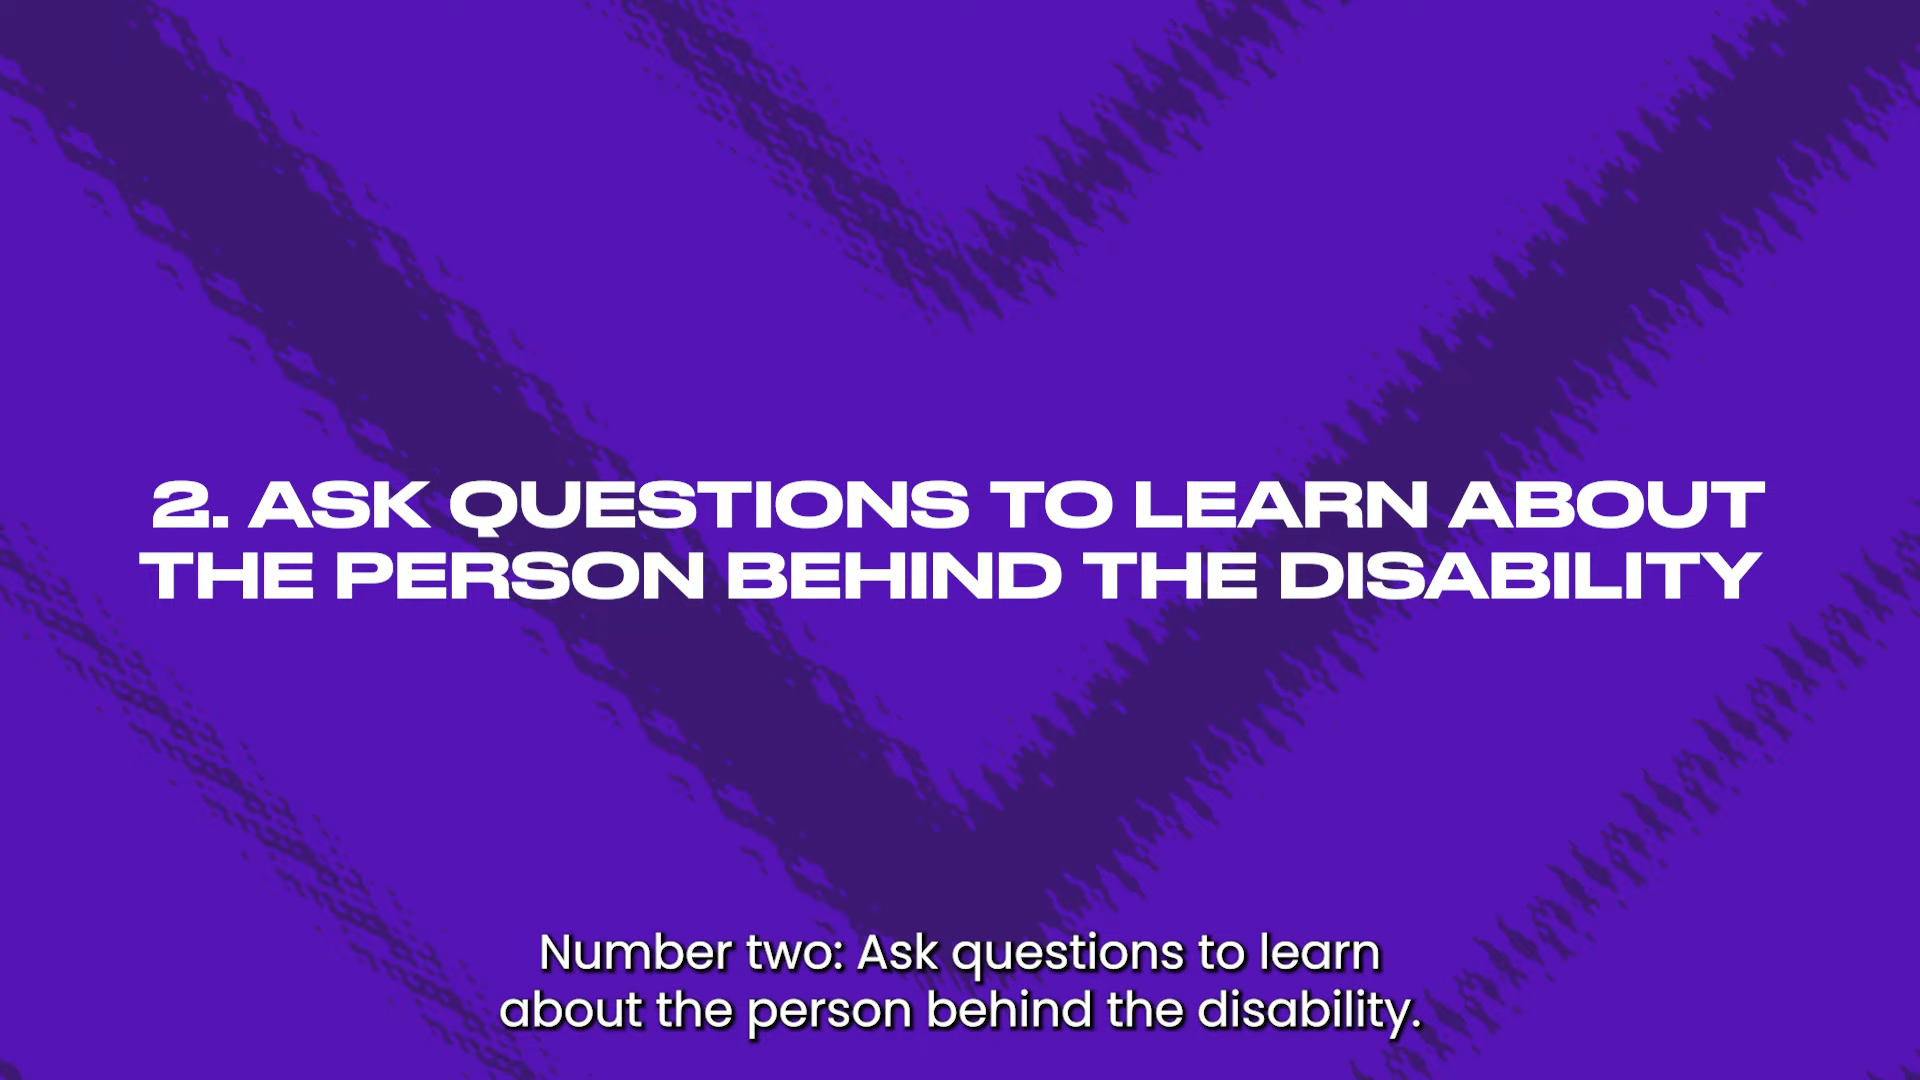 2. ASK QUESTIONS TO LEARN ABOUT
THE PERSON BEHIND THE DISABILITY
Number two: Ask questions to learn
about the person behind the disability.